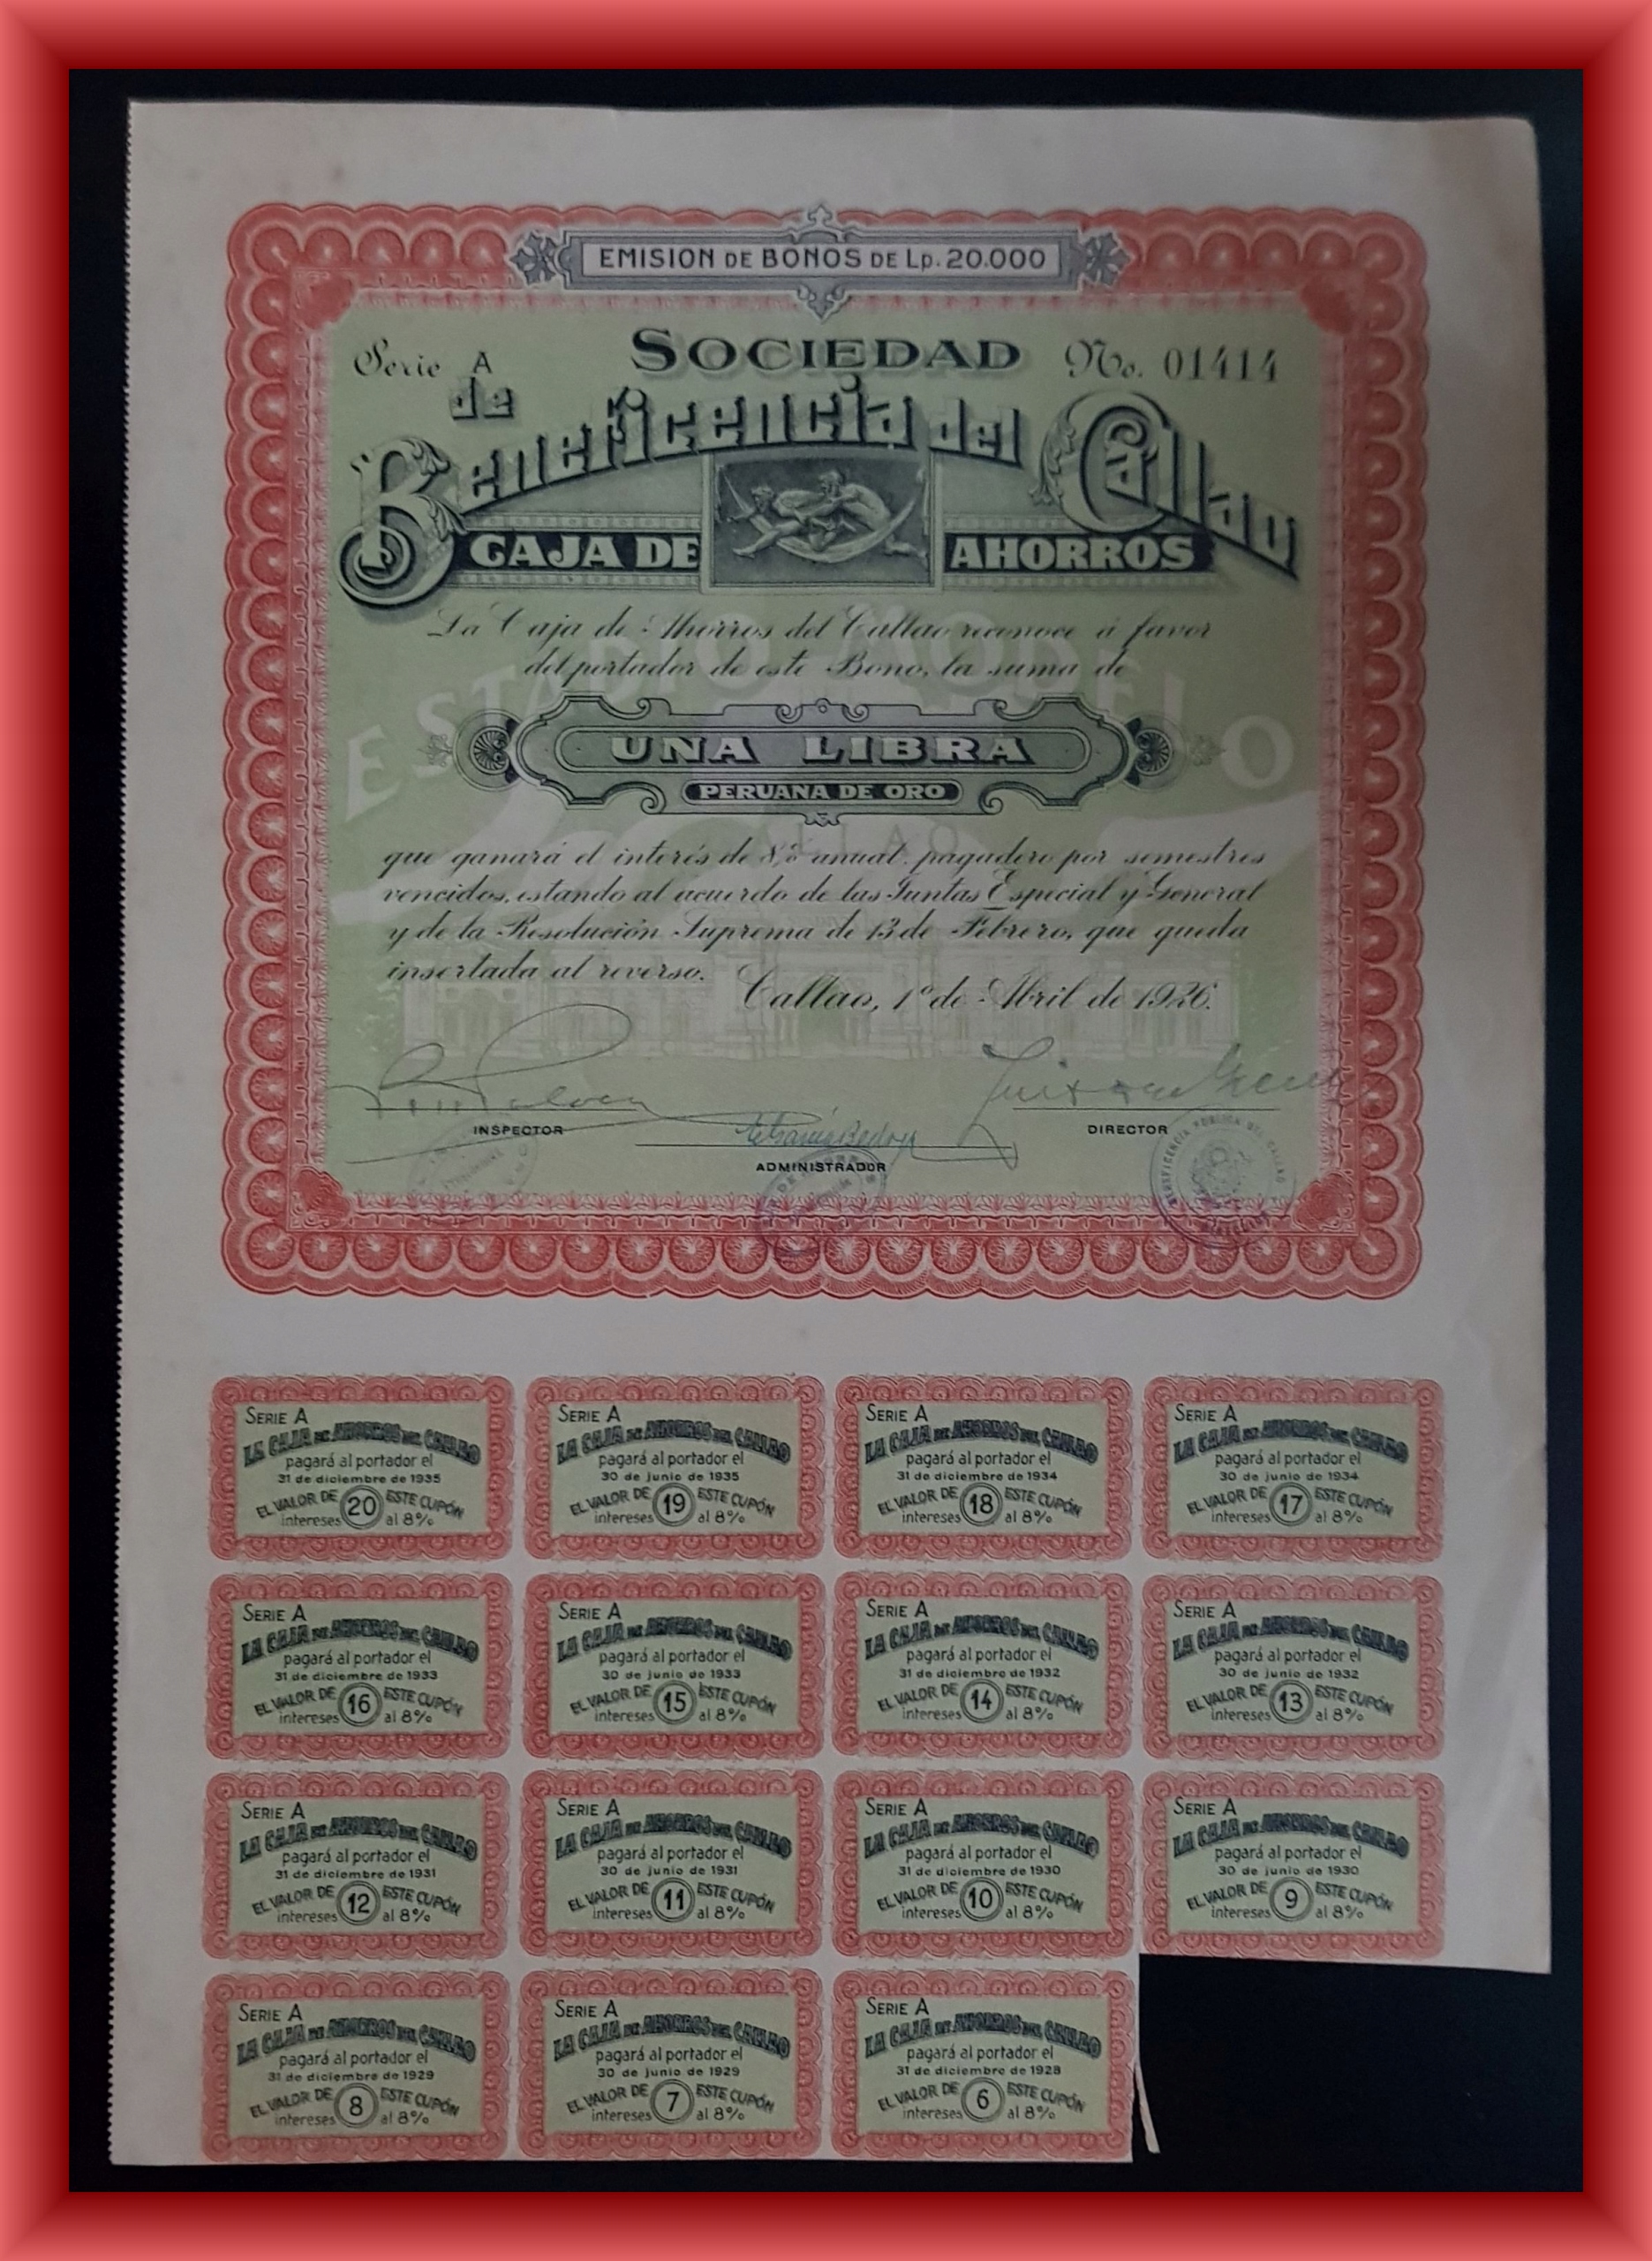 EMISION DE BONOS DE Lp. 20.000
Serie A
SOCIEDAD
No. 01414
de
Beneficencia del Callao
CAJA DE AHORROS
La Caja de Ahorros del Callao reconoce á favor
del portador de este Bono, la suma de
ESTADIO MODELO
UNA LIBRA
PERUANA DE ORO
CALLAO
que ganará el interés de 8% anual, pagadero por semestres
vencidos, estando al acuerdo de las Juntas Especial y General
y de la Resolución Suprema de 13 de Febrero, que queda
insertada al reverso.
Callao, 1º de Abril de 1926.
INSPECTOR
ADMINISTRADOR
DIRECTOR
BENEFICENCIA PUBLICA DEL CALLAO
SERIE A
LA CAJA DE AHORROS DEL CALLAO
pagará al portador el
31 de diciembre de 1935
EL VALOR DE 20 ESTE CUPÓN
intereses al 8%
SERIE A
LA CAJA DE AHORROS DEL CALLAO
pagará al portador el
30 de junio de 1935
EL VALOR DE 19 ESTE CUPÓN
intereses al 8%
SERIE A
LA CAJA DE AHORROS DEL CALLAO
pagará al portador el
31 de diciembre de 1934
EL VALOR DE 18 ESTE CUPÓN
intereses al 8%
SERIE A
LA CAJA DE AHORROS DEL CALLAO
pagará al portador el
30 de junio de 1934
EL VALOR DE 17 ESTE CUPÓN
intereses al 8%
SERIE A
LA CAJA DE AHORROS DEL CALLAO
pagará al portador el
31 de diciembre de 1933
EL VALOR DE 16 ESTE CUPÓN
intereses al 8%
SERIE A
LA CAJA DE AHORROS DEL CALLAO
pagará al portador el
30 de junio de 1933
EL VALOR DE 15 ESTE CUPÓN
intereses al 8%
SERIE A
LA CAJA DE AHORROS DEL CALLAO
pagará al portador el
31 de diciembre de 1932
EL VALOR DE 14 ESTE CUPÓN
intereses al 8%
SERIE A
LA CAJA DE AHORROS DEL CALLAO
pagará al portador el
30 de junio de 1932
EL VALOR DE 13 ESTE CUPÓN
intereses al 8%
SERIE A
LA CAJA DE AHORROS DEL CALLAO
pagará al portador el
31 de diciembre de 1931
EL VALOR DE 12 ESTE CUPÓN
intereses al 8%
SERIE A
LA CAJA DE AHORROS DEL CALLAO
pagará al portador el
30 de junio de 1931
EL VALOR DE 11 ESTE CUPÓN
intereses al 8%
SERIE A
LA CAJA DE AHORROS DEL CALLAO
pagará al portador el
31 de diciembre de 1930
EL VALOR DE 10 ESTE CUPÓN
intereses al 8%
SERIE A
LA CAJA DE AHORROS DEL CALLAO
pagará al portador el
30 de junio de 1930
EL VALOR DE 9 ESTE CUPÓN
intereses al 8%
SERIE A
LA CAJA DE AHORROS DEL CALLAO
pagará al portador el
31 de diciembre de 1929
EL VALOR DE 8 ESTE CUPÓN
intereses al 8%
SERIE A
LA CAJA DE AHORROS DEL CALLAO
pagará al portador el
30 de junio de 1929
EL VALOR DE 7 ESTE CUPÓN
intereses al 8%
SERIE A
LA CAJA DE AHORROS DEL CALLAO
pagará al portador el
31 de diciembre de 1928
EL VALOR DE 6 ESTE CUPÓN
intereses al 8%